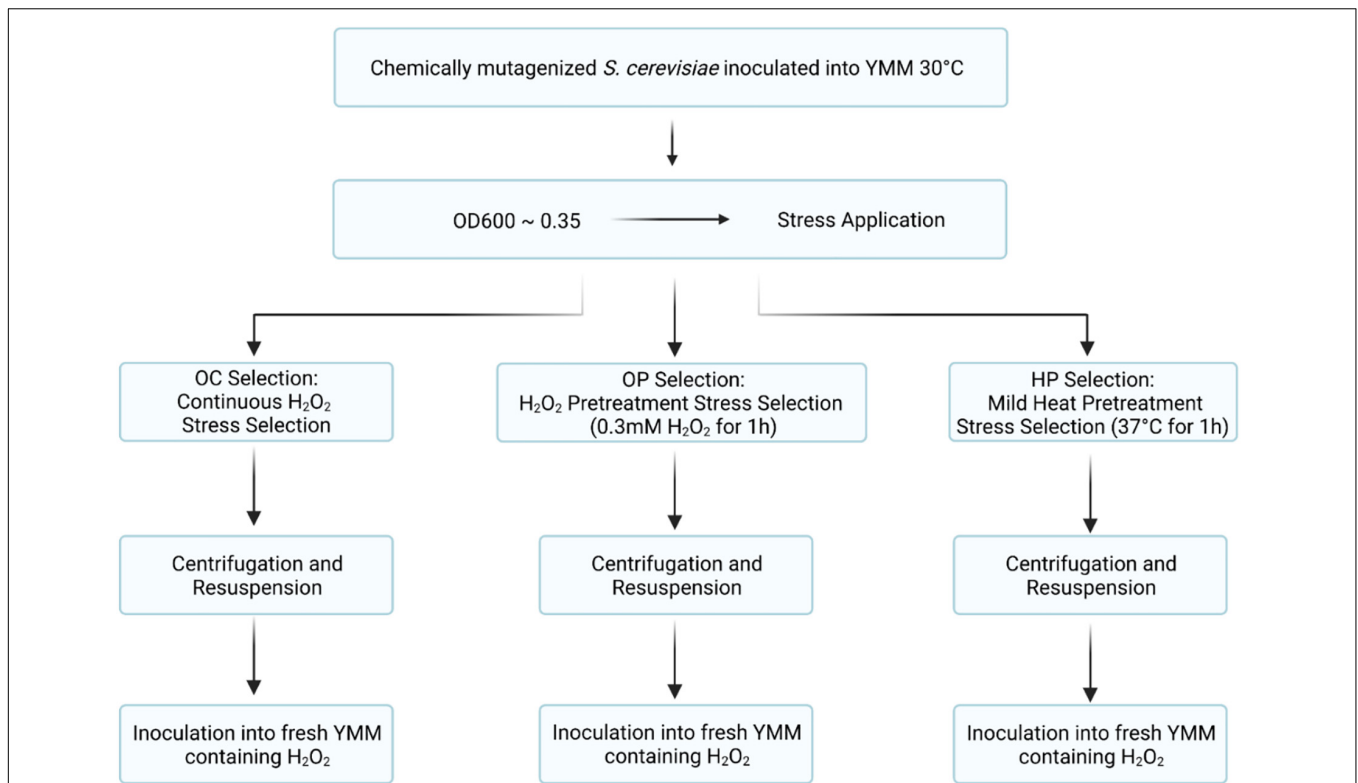 Chemically mutagenized S. cerevisiae inoculated into YMM 30°C
OD600 ~ 0.35
Stress Application
OC Selection:
Continuous H₂O₂
Stress Selection
OP Selection:
H₂O₂ Pretreatment Stress Selection
(0.3mM H₂O₂ for 1h)
HP Selection:
Mild Heat Pretreatment
Stress Selection (37°C for 1h)
Centrifugation and
Resuspension
Centrifugation and
Resuspension
Centrifugation and
Resuspension
Inoculation into fresh YMM
containing H₂O₂
Inoculation into fresh YMM
containing H₂O₂
Inoculation into fresh YMM
containing H₂O₂